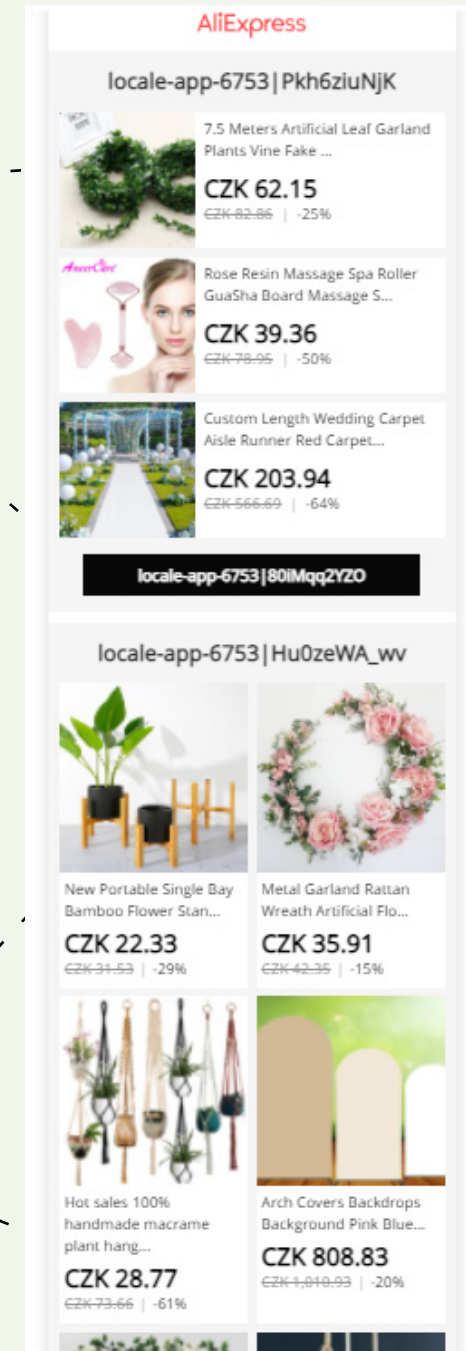 AliExpress
locale-app-6753|Pkh6ziuNjK
7.5 Meters Artificial Leaf Garland
Plants Vine Fake ...
CZK 62.15
CZK 82.86 | -25%
AneerCare
Rose Resin Massage Spa Roller
GuaSha Board Massage S...
CZK 39.36
CZK 78.95 | -50%
Custom Length Wedding Carpet
Aisle Runner Red Carpet...
CZK 203.94
CZK 566.69 | -64%
locale-app-6753|80iMqq2YZO
locale-app-6753|Hu0zeWA_wv
New Portable Single Bay
Bamboo Flower Stan...
CZK 22.33
CZK 31.53 | -29%
Metal Garland Rattan
Wreath Artificial Flo...
CZK 35.91
CZK 42.35 | -15%
Hot sales 100%
handmade macrame
plant hang...
CZK 28.77
CZK 73.66 | -61%
Arch Covers Backdrops
Background Pink Blue...
CZK 808.83
CZK 1,010.93 | -20%